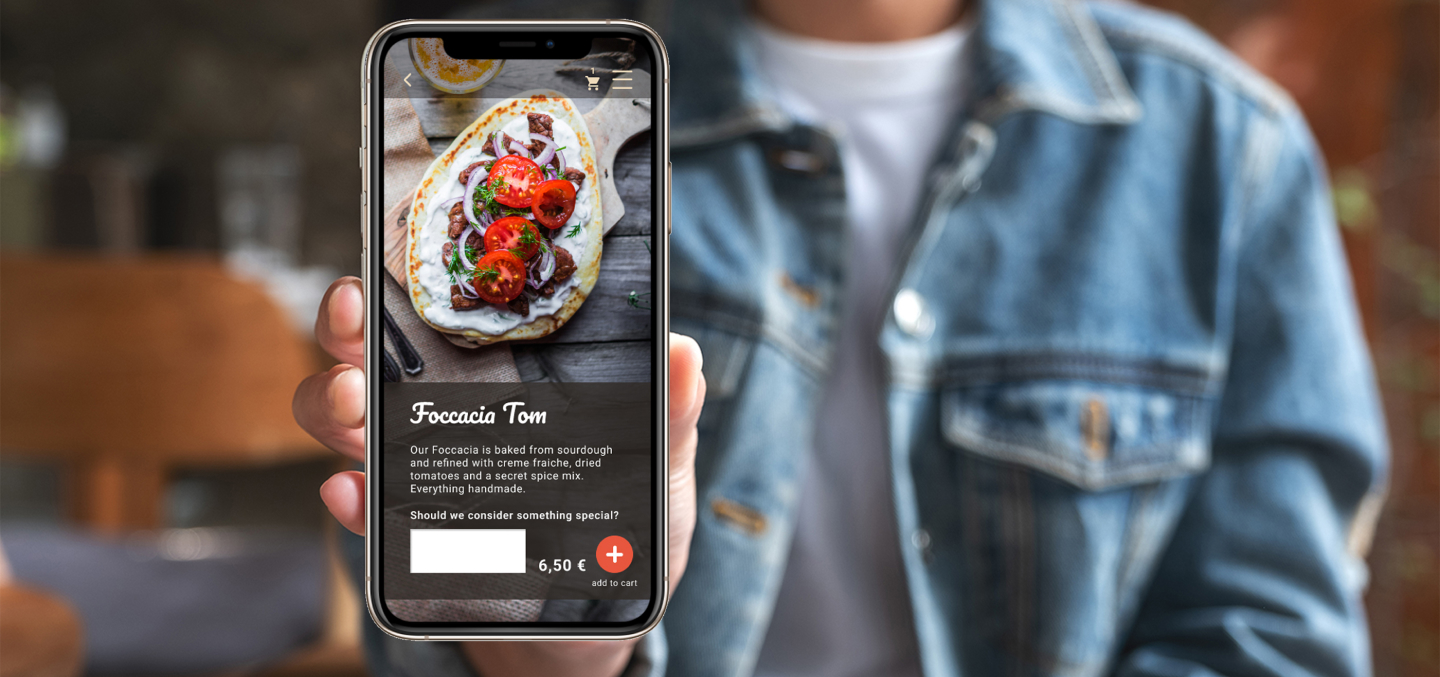 1
Foccacia Tom
Our Foccacia is baked from sourdough
and refined with creme fraiche, dried
tomatoes and a secret spice mix.
Everything handmade.
Should we consider something special?
6,50 €
add to cart